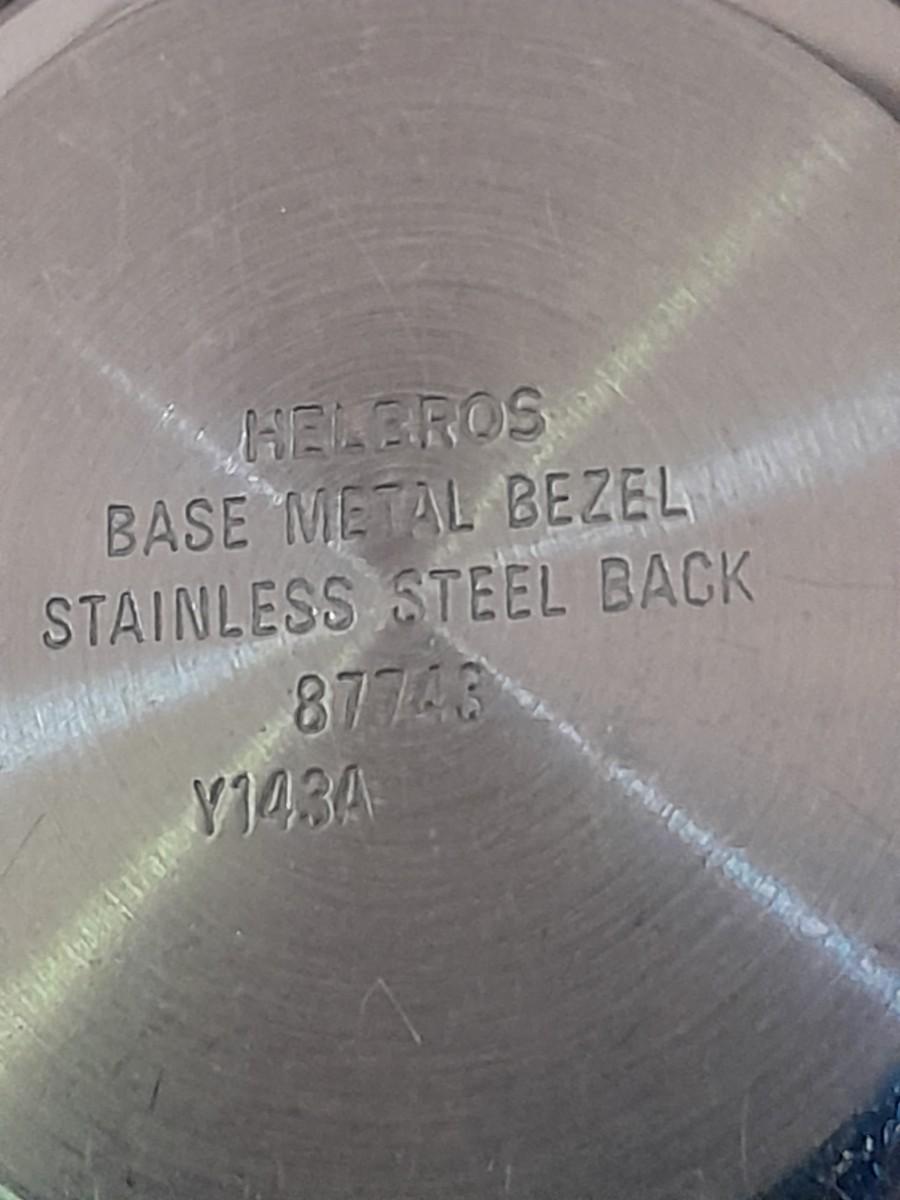 HELBROS
BASE METAL BEZEL
STAINLESS STEEL BACK
87743
Y143A